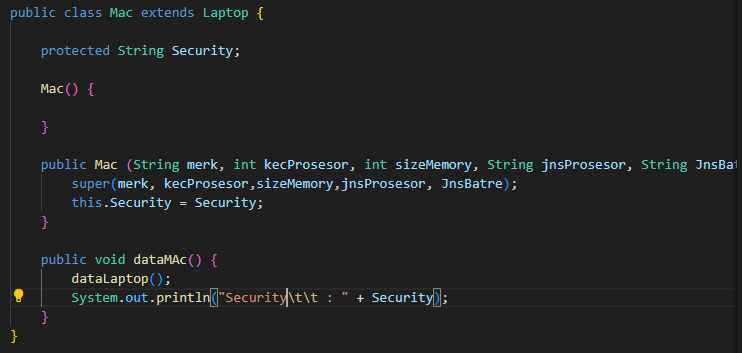 public class Mac extends Laptop {
protected String Security;
Mac() {
}
public Mac (String merk, int kecProsesor, int sizeMemory, String jnsProsesor, String JnsBat
super(merk, kecProsesor,sizeMemory,jnsProsesor, JnsBatre);
this.Security = Security;
}
public void dataMAc() {
dataLaptop();
System.out.println("Security\t\t : " + Security);
}
}